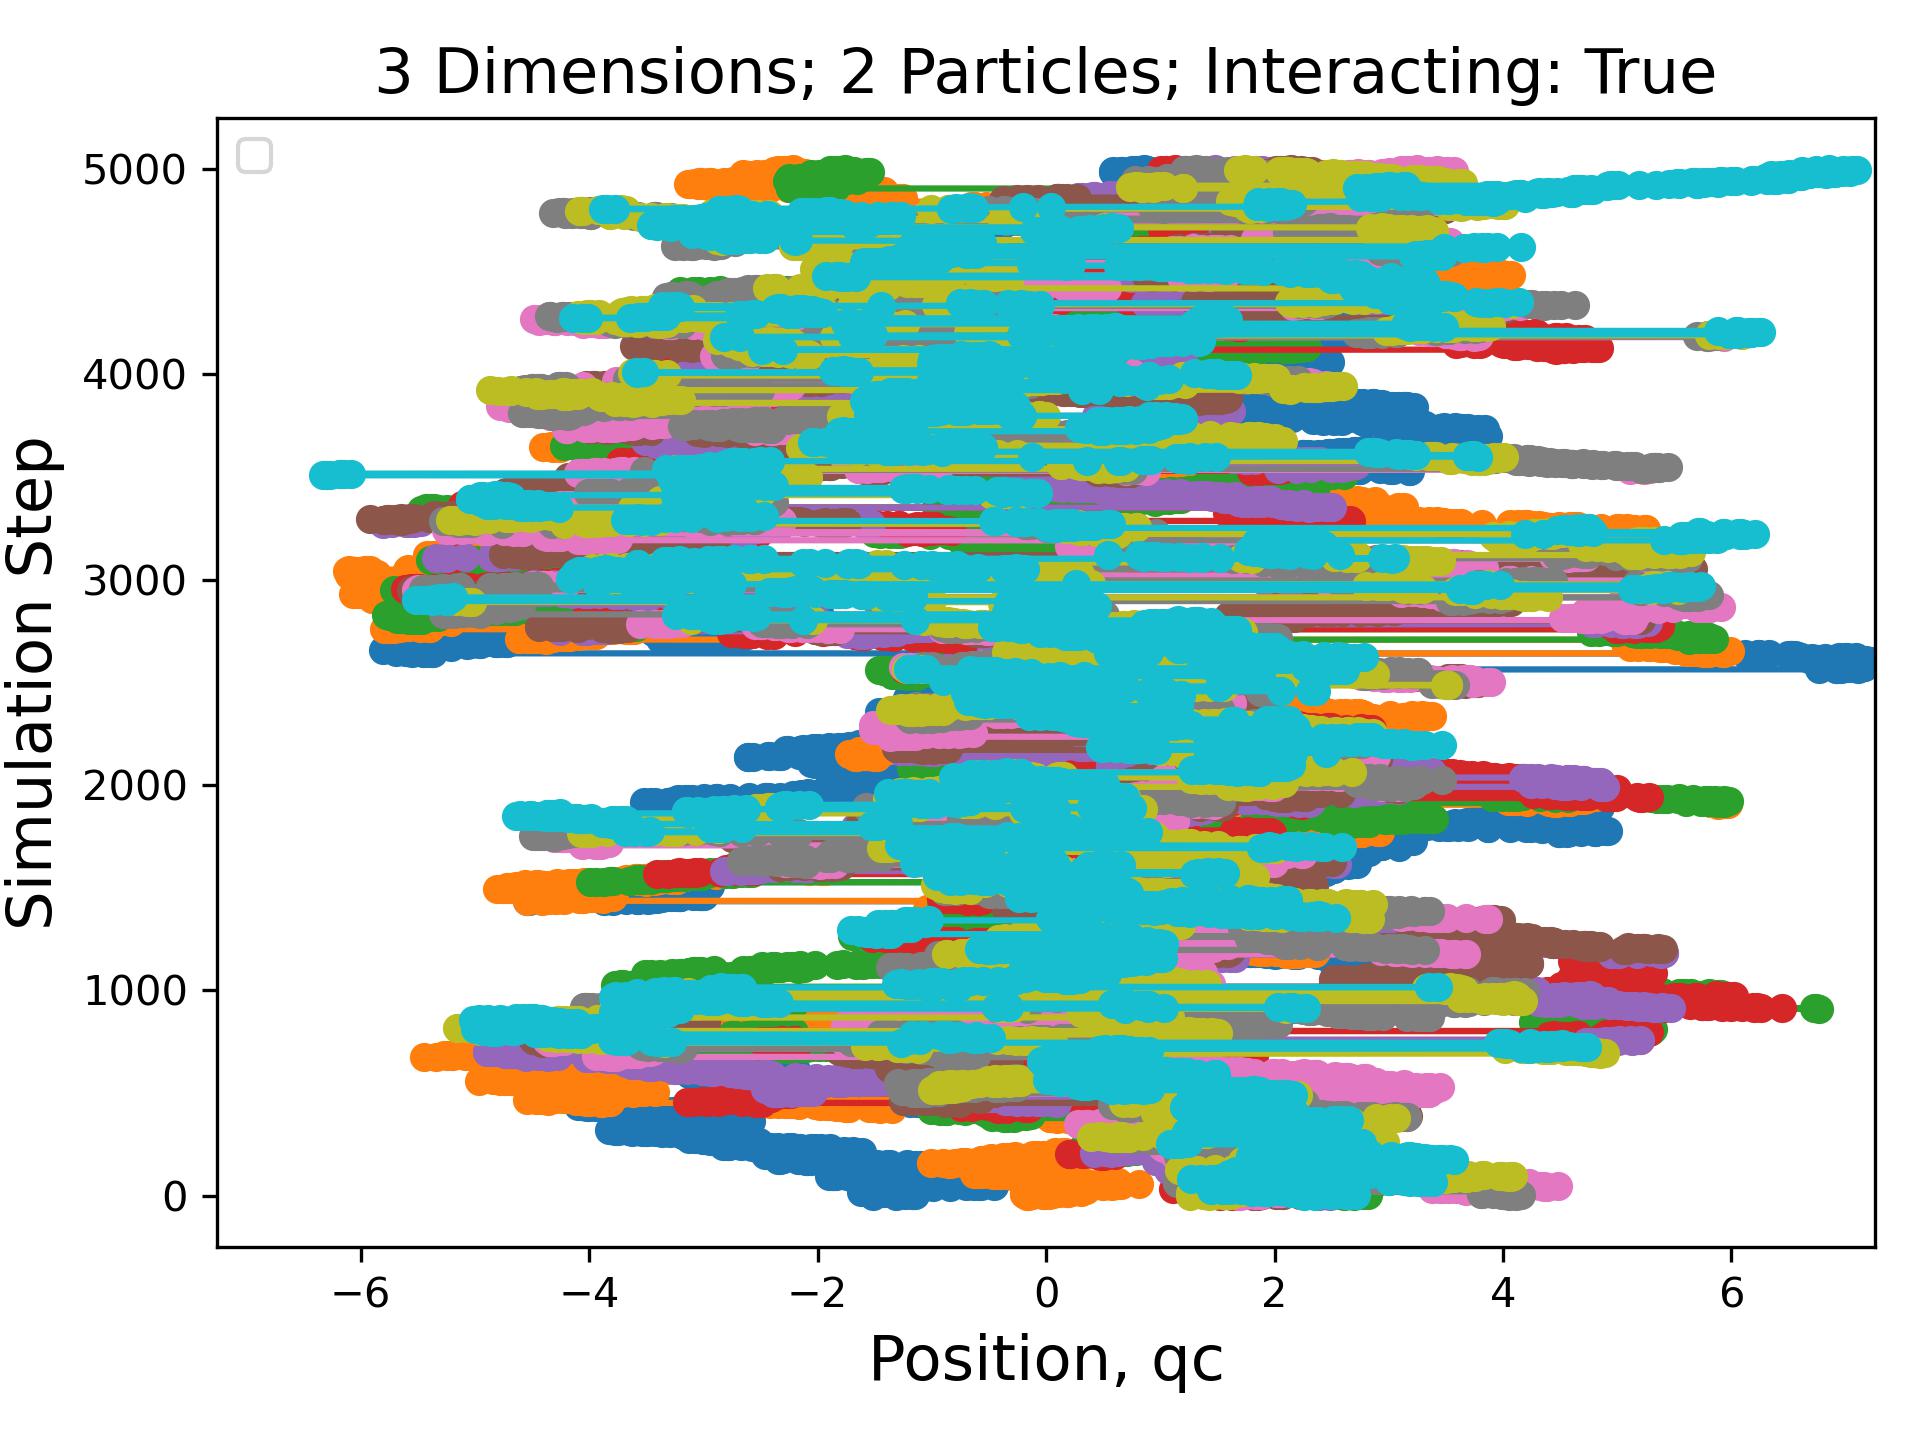 3 Dimensions; 2 Particles; Interacting: True
5000
4000
3000
2000
1000
0
Simulation Step
−6 −4 −2 0 2 4 6
Position, qc